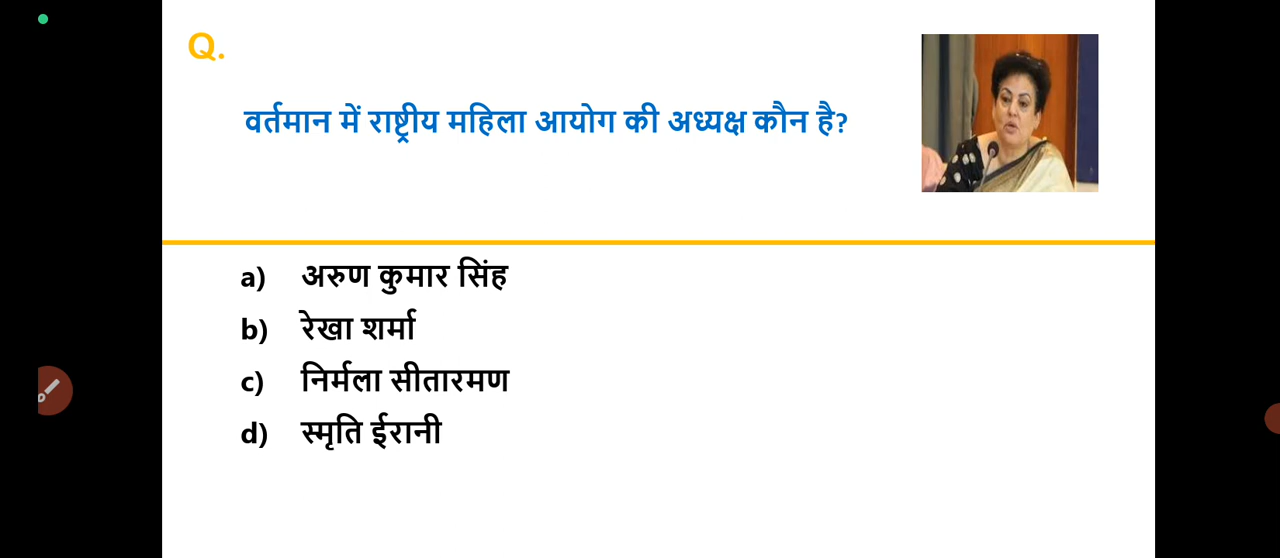 Q.
वर्तमान में राष्ट्रीय महिला आयोग की अध्यक्ष कौन है?
a) अरुण कुमार सिंह
b) रेखा शर्मा
c) निर्मला सीतारमण
d) स्मृति ईरानी